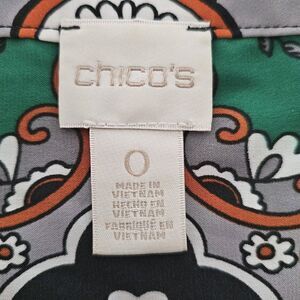 chico's
0
MADE IN
VIETNAM
HECHO EN
VIETNAM
FABRIQUÉ EN
VIETNAM